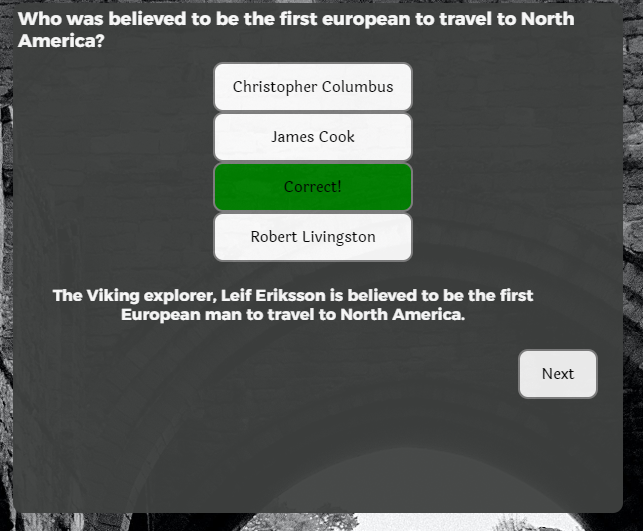 Who was believed to be the first european to travel to North
America?
Christopher Columbus
James Cook
Correct!
Robert Livingston
The Viking explorer, Leif Eriksson is believed to be the first
European man to travel to North America.
Next